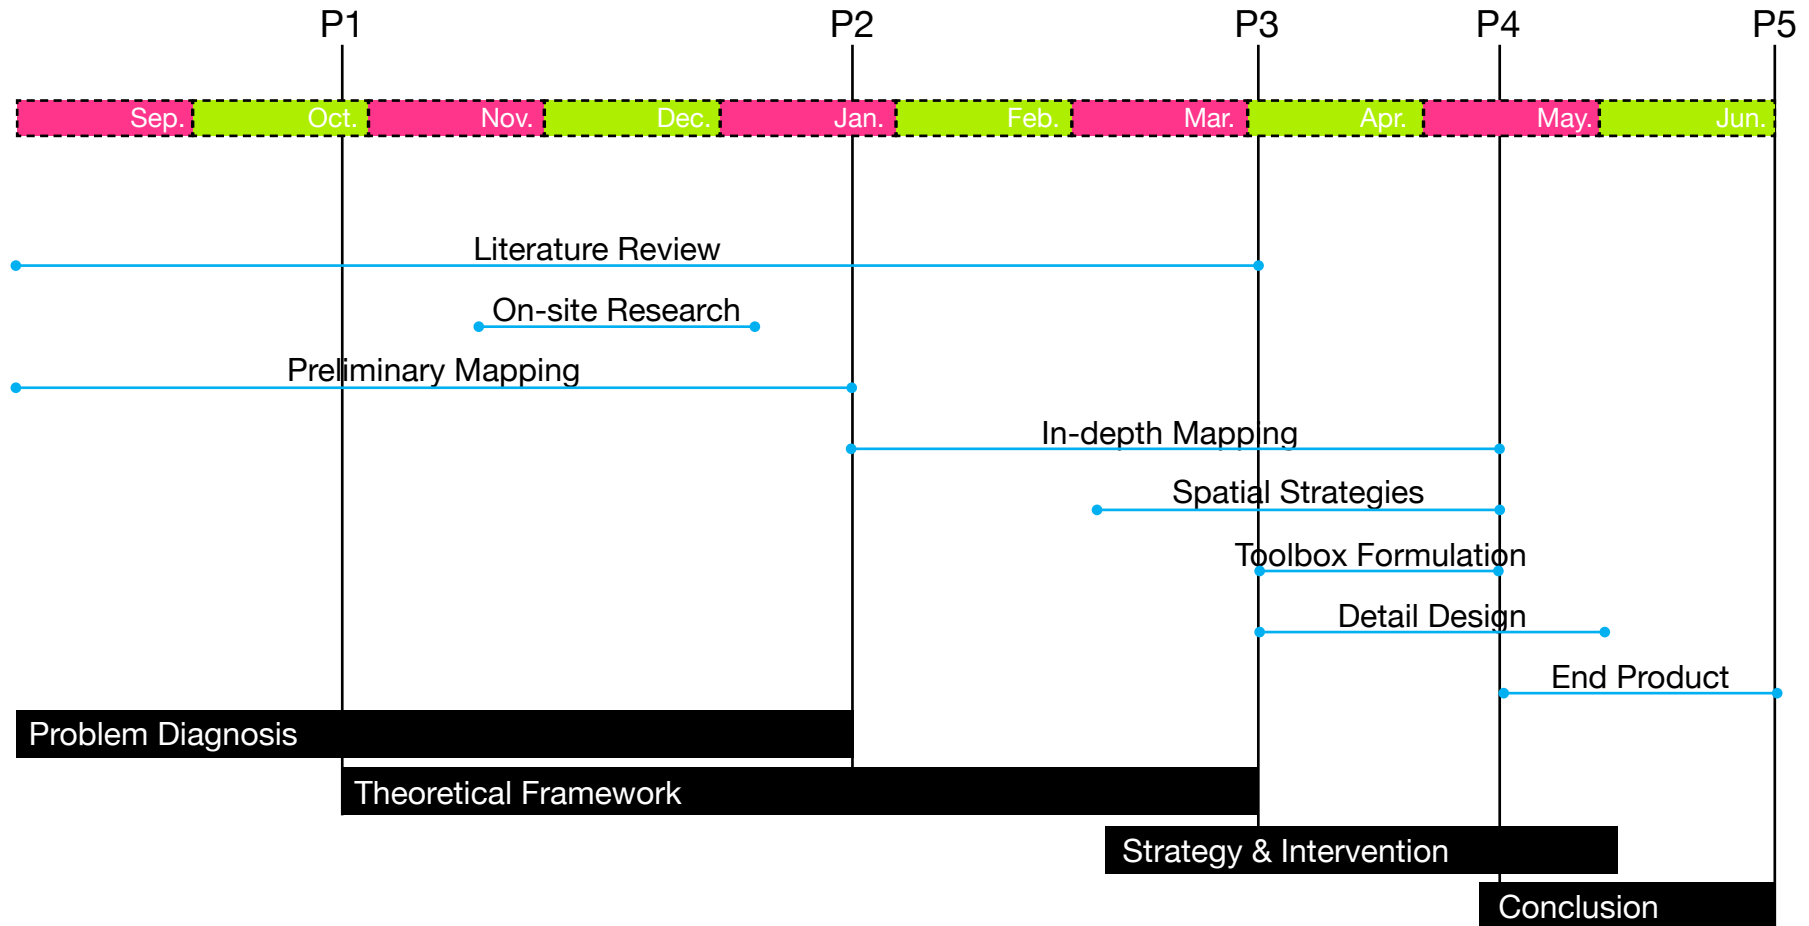 P1 P2 P3 P4 P5
Sep. Oct. Nov. Dec. Jan. Feb. Mar. Apr. May. Jun.
Literature Review
On-site Research
Preliminary Mapping
In-depth Mapping
Spatial Strategies
Toolbox Formulation
Detail Design
End Product
Problem Diagnosis
Theoretical Framework
Strategy & Intervention
Conclusion